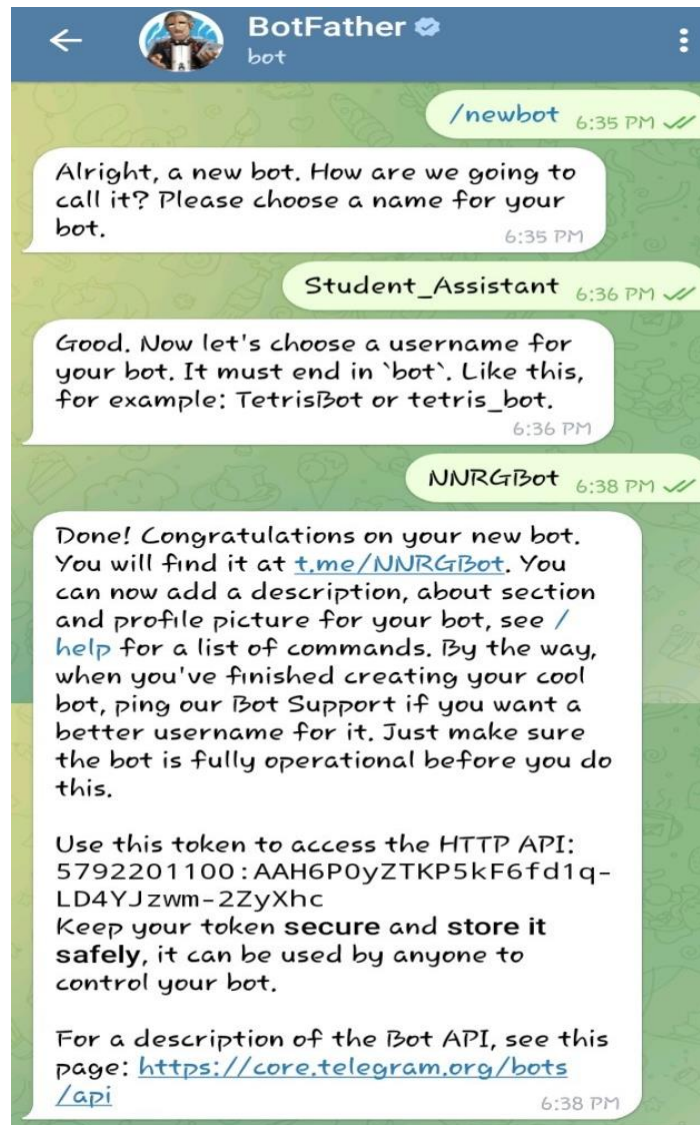 BotFather
bot
/newbot 6:35 PM
Alright, a new bot. How are we going to
call it? Please choose a name for your
bot.
6:35 PM
Student_Assistant 6:36 PM
Good. Now let's choose a username for
your bot. It must end in `bot`. Like this,
for example: TetrisBot or tetris_bot.
6:36 PM
NNRGBot 6:38 PM
Done! Congratulations on your new bot.
You will find it at t.me/NNRGBot. You
can now add a description, about section
and profile picture for your bot, see /
help for a list of commands. By the way,
when you've finished creating your cool
bot, ping our Bot Support if you want a
better username for it. Just make sure
the bot is fully operational before you do
this.
Use this token to access the HTTP API:
5792201100:AAH6P0yZTKP5kF6fd1q-
LD4YJzwm-2ZyXhc
Keep your token secure and store it
safely, it can be used by anyone to
control your bot.
For a description of the Bot API, see this
page: https://core.telegram.org/bots
/api
6:38 PM